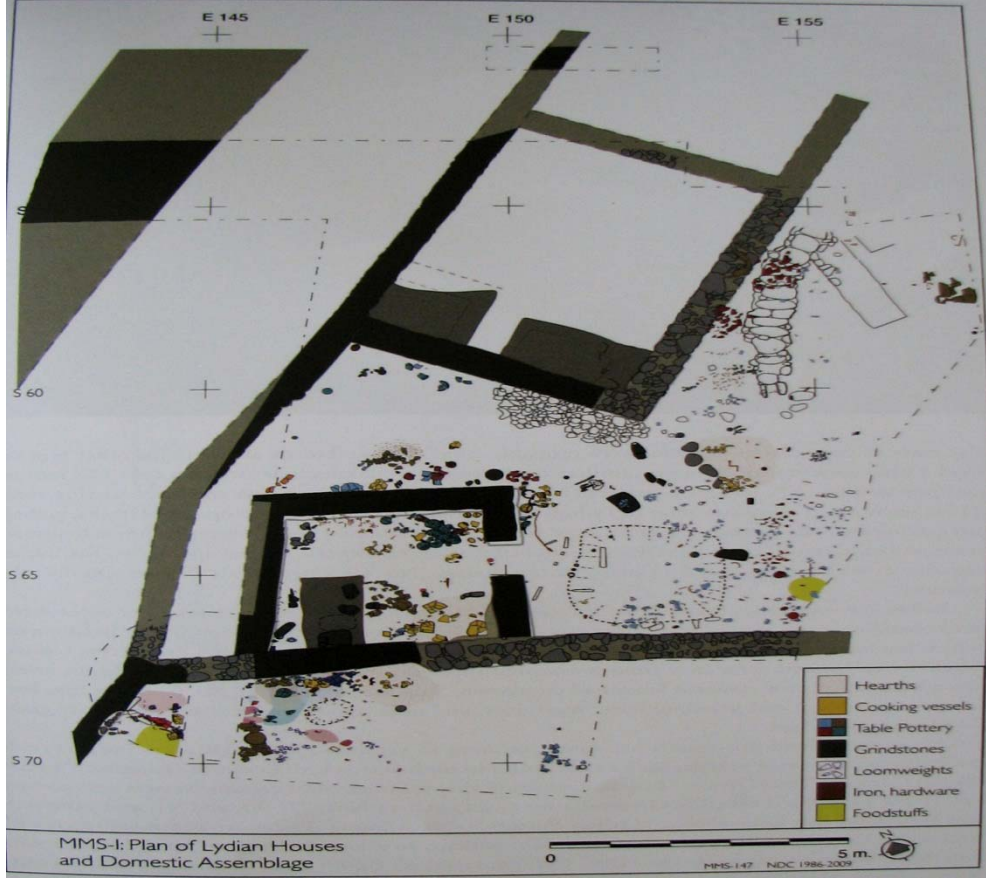 E 145
E 150
E 155
S
S 60
S 65
S 70
Hearths
Cooking vessels
Table Pottery
Grindstones
Loomweights
Iron, hardware
Foodstuffs
MMS-I: Plan of Lydian Houses
and Domestic Assemblage
0
5 m.
N
MMS-147 NDC 1986-2009